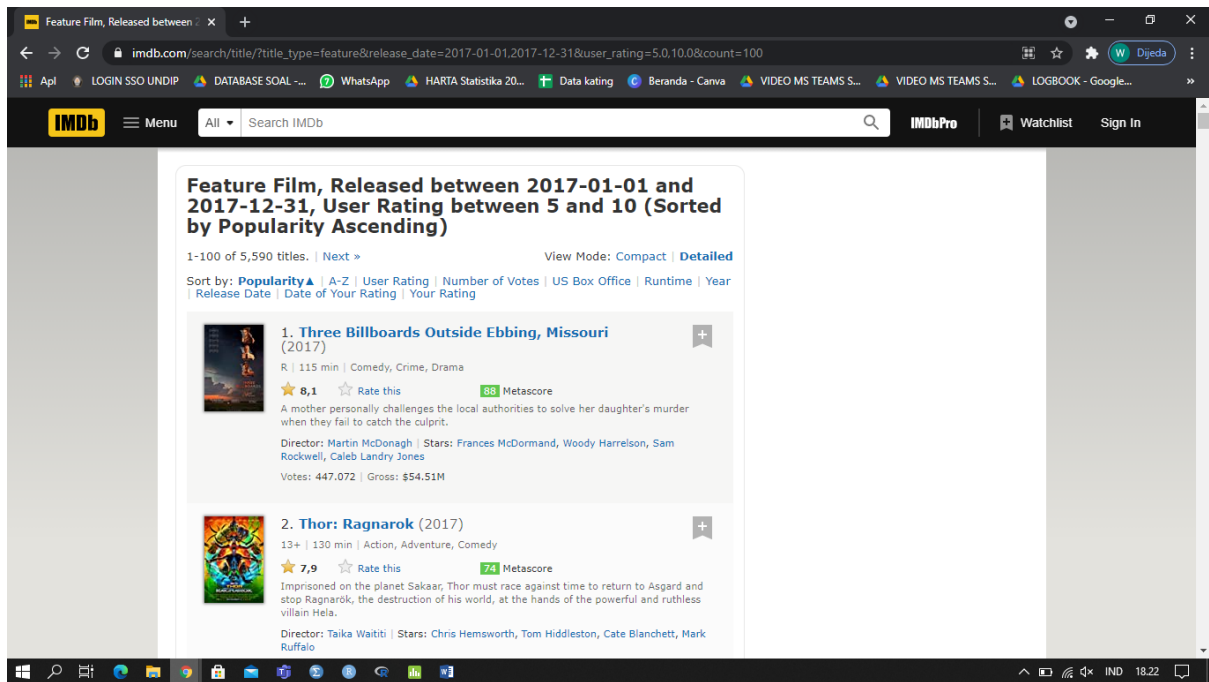 Feature Film, Released between 2
imdb.com/search/title/?title_type=feature&release_date=2017-01-01,2017-12-31&user_rating=5.0,10.0&count=100
W Dijeda
Apl LOGIN SSO UNDIP DATABASE SOAL -... WhatsApp HARTA Statistika 20... Data kating Beranda - Canva VIDEO MS TEAMS S... VIDEO MS TEAMS S... LOGBOOK - Google... »
IMDb Menu All Search IMDb IMDbPro Watchlist Sign In
Feature Film, Released between 2017-01-01 and
2017-12-31, User Rating between 5 and 10 (Sorted
by Popularity Ascending)
1-100 of 5,590 titles. | Next » View Mode: Compact | Detailed
Sort by: Popularity▲ | A-Z | User Rating | Number of Votes | US Box Office | Runtime | Year
| Release Date | Date of Your Rating | Your Rating
1. Three Billboards Outside Ebbing, Missouri
(2017)
R | 115 min | Comedy, Crime, Drama
8,1 Rate this 88 Metascore
A mother personally challenges the local authorities to solve her daughter's murder
when they fail to catch the culprit.
Director: Martin McDonagh | Stars: Frances McDormand, Woody Harrelson, Sam
Rockwell, Caleb Landry Jones
Votes: 447.072 | Gross: $54.51M
2. Thor: Ragnarok (2017)
13+ | 130 min | Action, Adventure, Comedy
7,9 Rate this 74 Metascore
Imprisoned on the planet Sakaar, Thor must race against time to return to Asgard and
stop Ragnarök, the destruction of his world, at the hands of the powerful and ruthless
villain Hela.
Director: Taika Waititi | Stars: Chris Hemsworth, Tom Hiddleston, Cate Blanchett, Mark
Ruffalo
IND 18.22